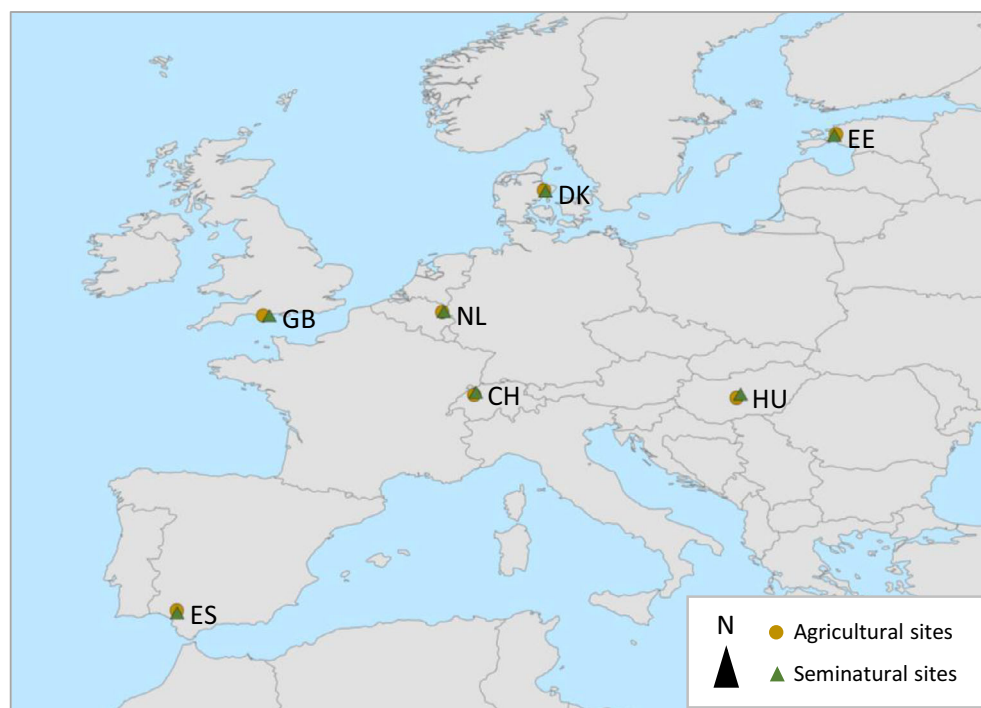 EE
DK
GB
NL
CH
HU
ES
N
Agricultural sites
Seminatural sites